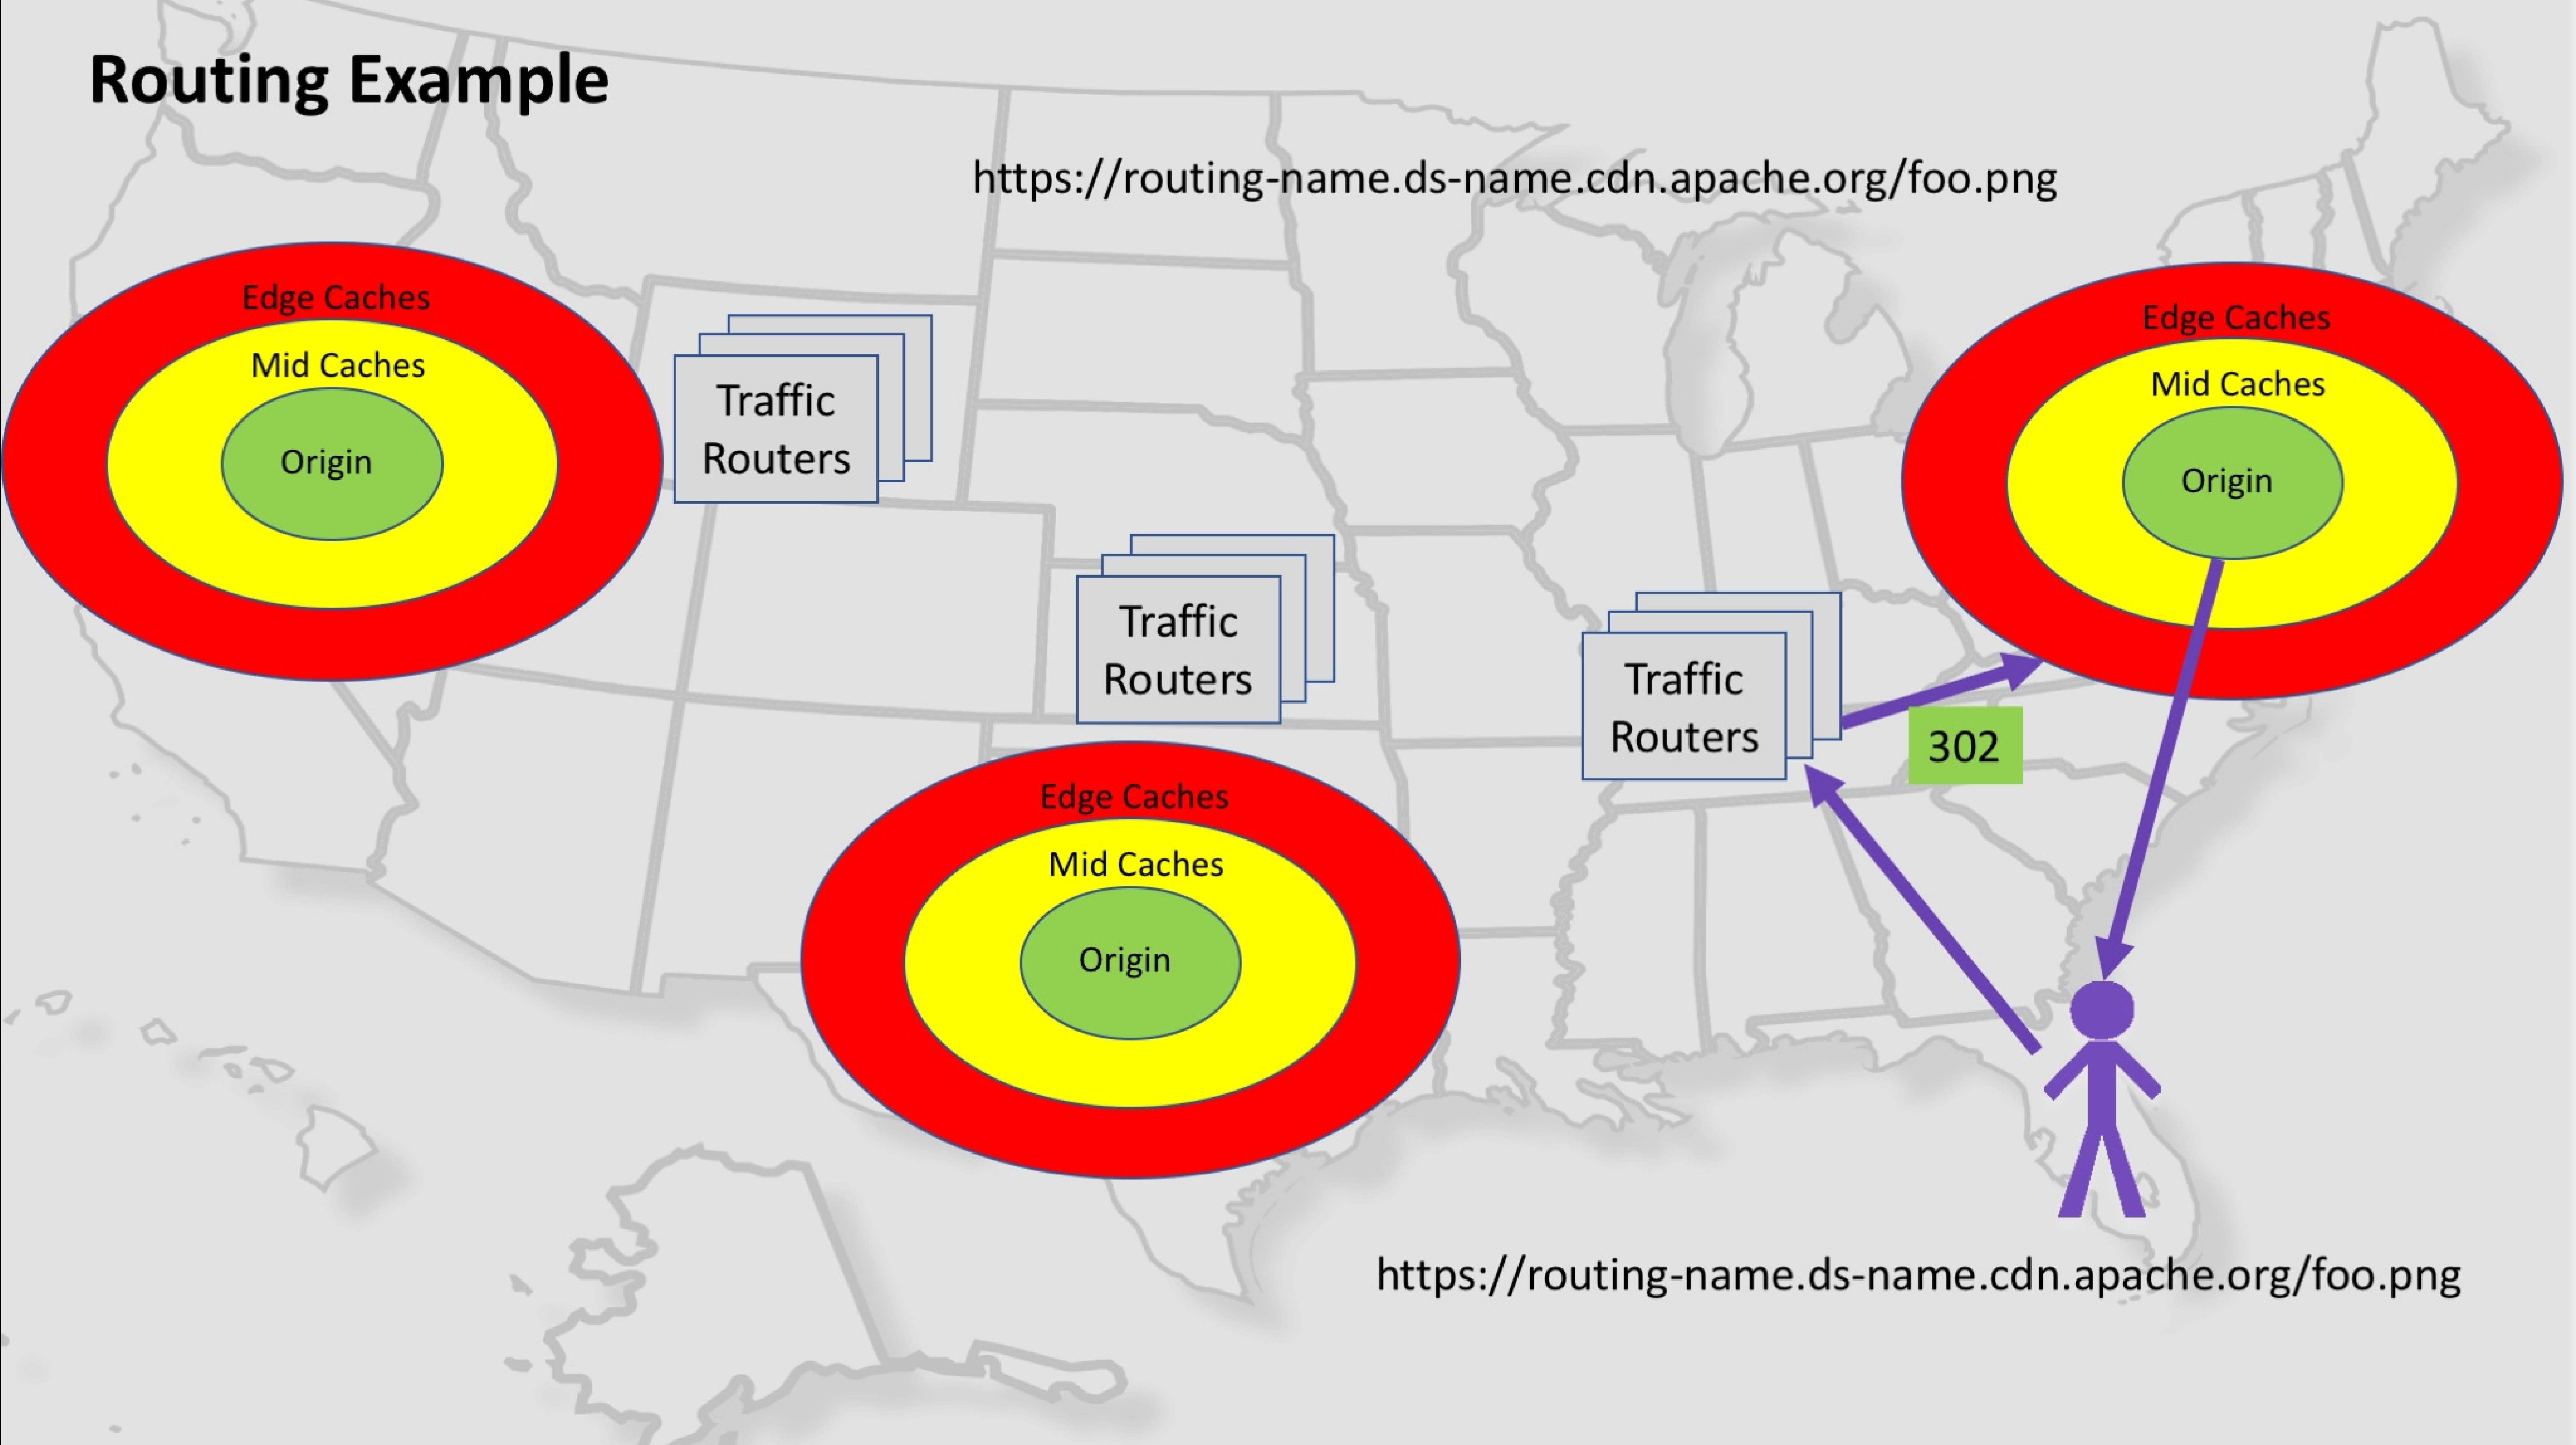 Routing Example
https://routing-name.ds-name.cdn.apache.org/foo.png
Edge Caches
Mid Caches
Origin
Traffic
Routers
Edge Caches
Mid Caches
Origin
Traffic
Routers
Traffic
Routers
302
Edge Caches
Mid Caches
Origin
https://routing-name.ds-name.cdn.apache.org/foo.png